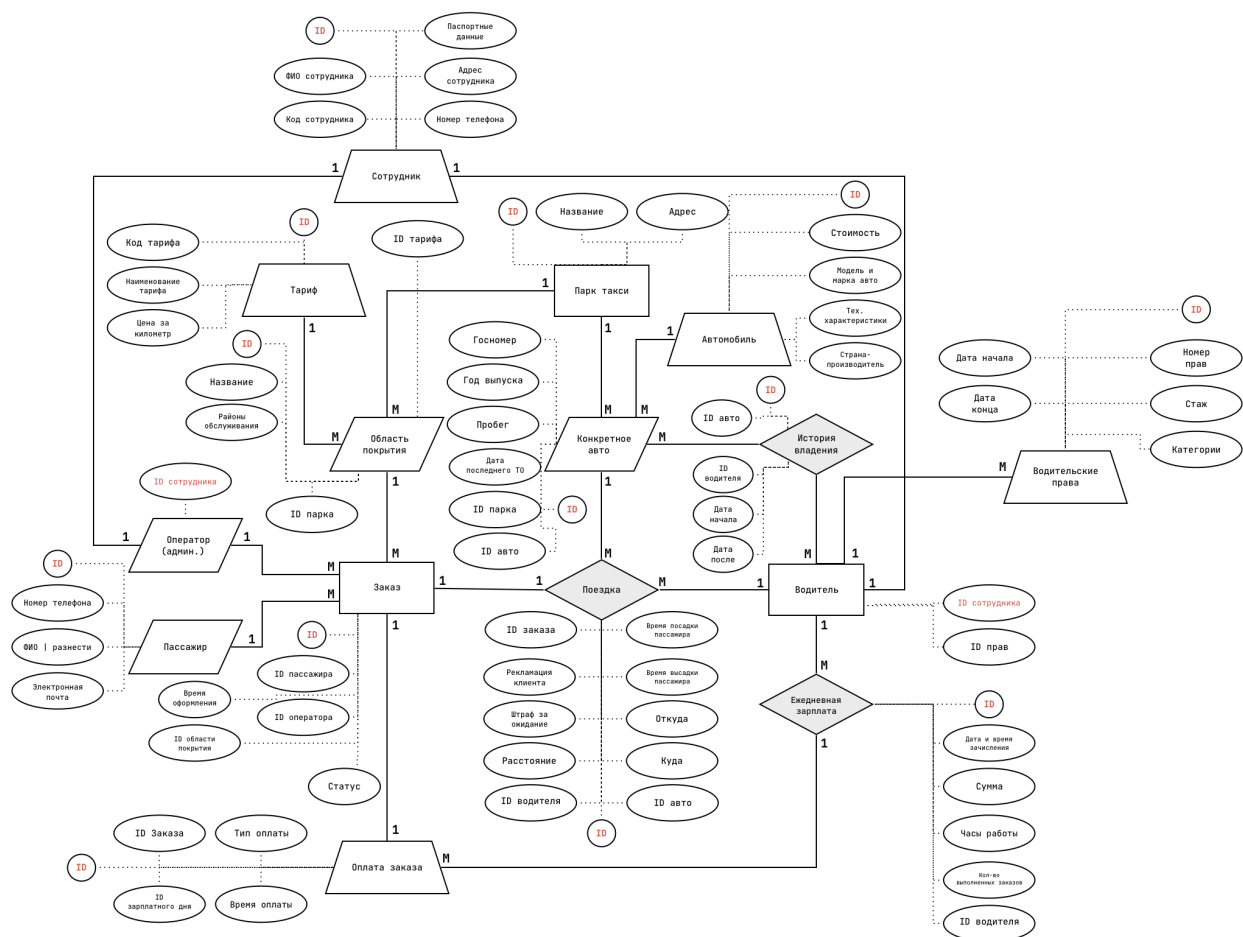 ID
Паспортные
данные
ФИО сотрудника
Адрес
сотрудника
Код сотрудника
Номер телефона
1
Сотрудник
1
ID
Название
Адрес
ID
ID
Код тарифа
ID тарифа
Стоимость
Наименование
тарифа
Тариф
1
Парк такси
Модель и
марка авто
Цена за
километр
1
1
1
Автомобиль
Тех.
характеристики
ID
ID
Госномер
Страна-
производитель
Дата начала
Номер
прав
Название
Год выпуска
ID
Дата
конца
Стаж
Районы
обслуживания
M
M
M
ID авто
Пробег
M
Область
покрытия
Конкретное
авто
M
История
владения
Категории
Дата
последнего ТО
ID
водителя
M
Водительские
права
ID сотрудника
1
1
ID парка
ID парка
ID
Дата
начала
1
Оператор
(админ.)
1
ID авто
Дата
после
M
M
M
1
ID
M
Заказ
1
1
Поездка
M
1
Водитель
1
Номер телефона
M
ID сотрудника
1
1
ID
ID заказа
Время посадки
пассажира
ФИО | разнести
Пассажир
1
ID прав
ID пассажира
Рекламация
клиента
Время высадки
пассажира
M
Электронная
почта
Время
оформления
ID оператора
Штраф за
ожидание
Откуда
Ежедневная
зарплата
ID
ID области
покрытия
1
Дата и время
зачисления
Расстояние
Куда
Статус
Сумма
ID водителя
ID авто
ID Заказа
Тип оплаты
1
ID
Часы работы
ID
Оплата заказа
M
Кол-во
выполненных заказов
ID
зарплатного дня
Время оплаты
ID водителя